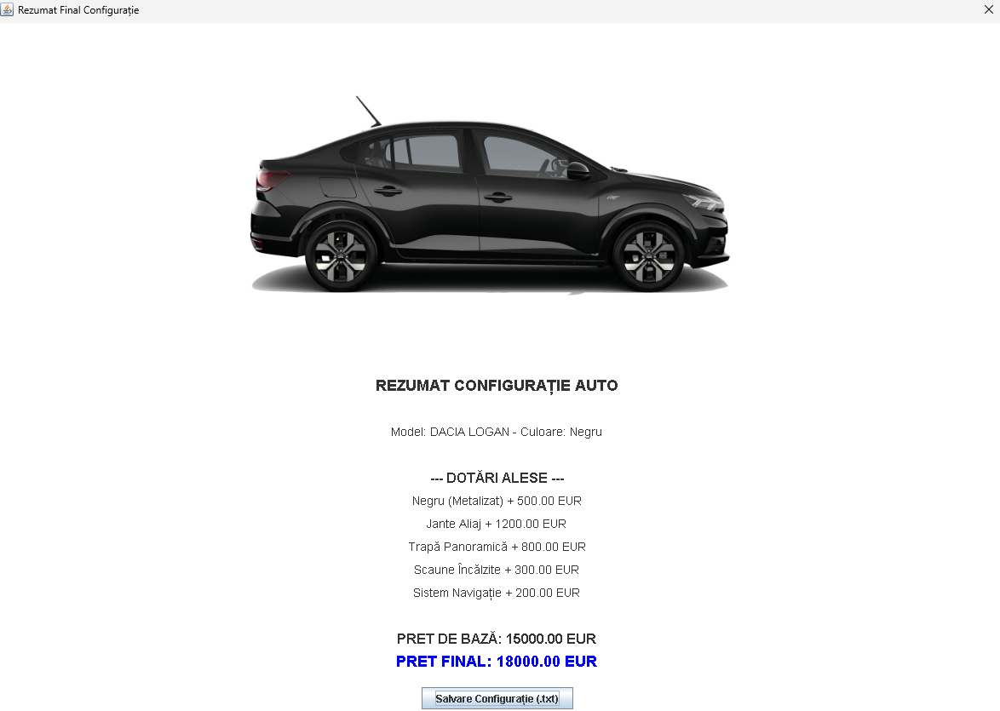 Rezumat Final Configurație
REZUMAT CONFIGURAȚIE AUTO
Model: DACIA LOGAN - Culoare: Negru
--- DOTĂRI ALESE ---
Negru (Metalizat) + 500.00 EUR
Jante Aliaj + 1200.00 EUR
Trapă Panoramică + 800.00 EUR
Scaune Încălzite + 300.00 EUR
Sistem Navigație + 200.00 EUR
PRET DE BAZĂ: 15000.00 EUR
PRET FINAL: 18000.00 EUR
Salvare Configurație (.txt)